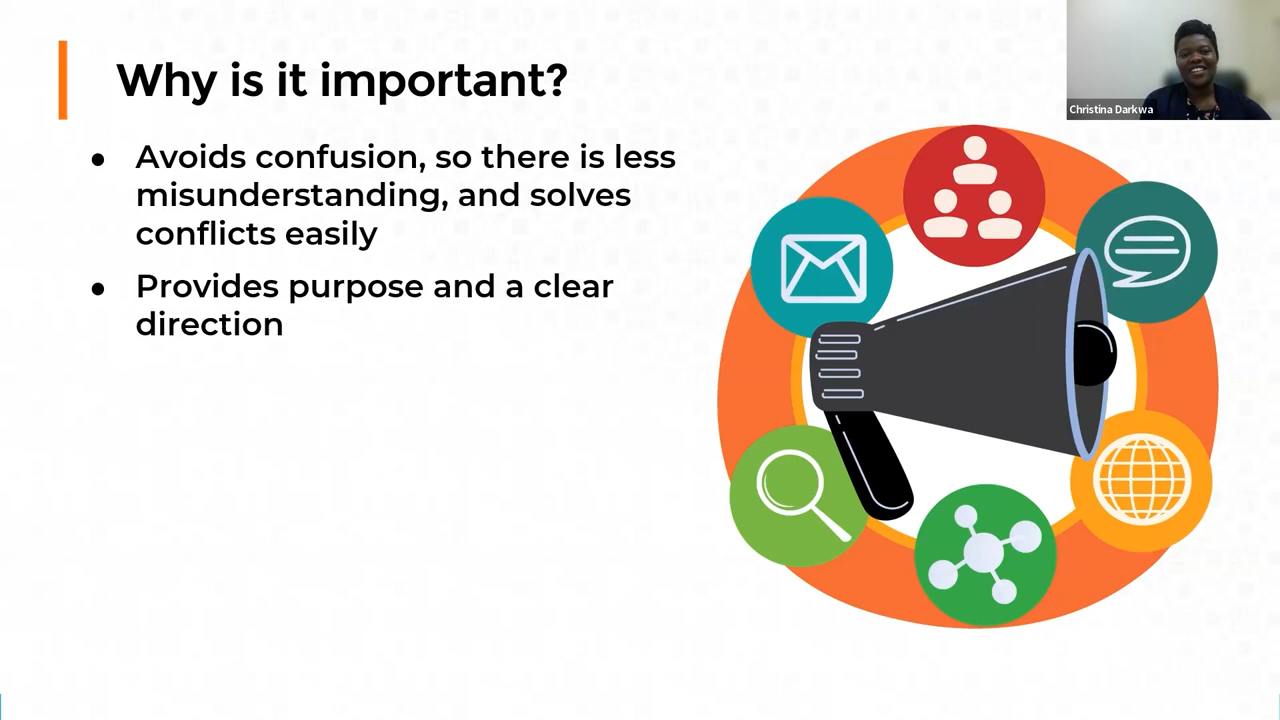 Why is it important?
Christina Darkwa
● Avoids confusion, so there is less
misunderstanding, and solves
conflicts easily
● Provides purpose and a clear
direction